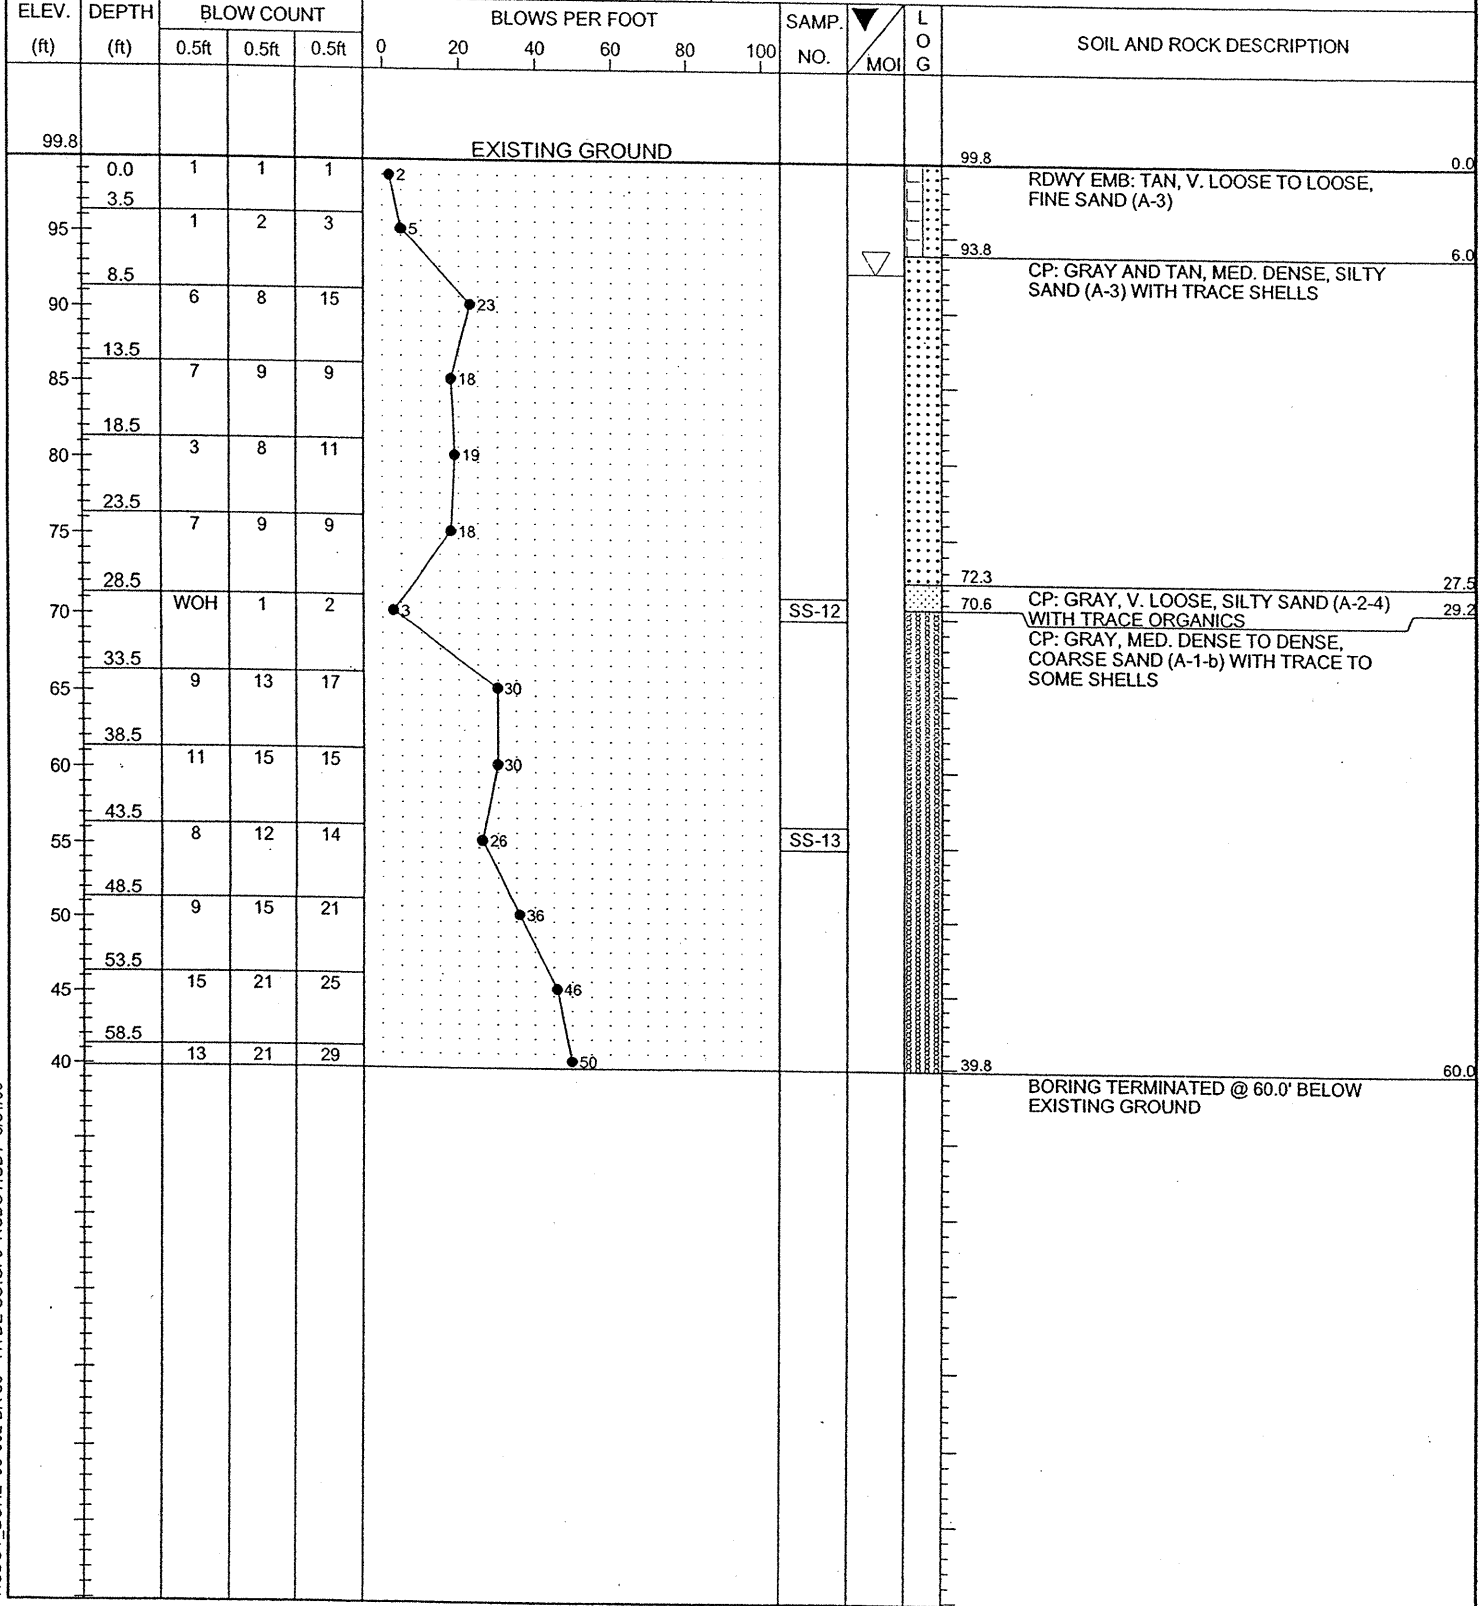 ELEV. DEPTH BLOW COUNT BLOWS PER FOOT SAMP. L
(ft) (ft) 0.5ft 0.5ft 0.5ft 0 20 40 60 80 100 NO. MOI O G SOIL AND ROCK DESCRIPTION
99.8 EXISTING GROUND 99.8 0.0
0.0 1 1 1 2 RDWY EMB: TAN, V. LOOSE TO LOOSE,
FINE SAND (A-3)
3.5
95 1 2 3 5
93.8 6.0
8.5 CP: GRAY AND TAN, MED. DENSE, SILTY
SAND (A-3) WITH TRACE SHELLS
90 6 8 15 23
13.5
85 7 9 9 18
18.5
80 3 8 11 19
23.5
75 7 9 9 18
72.3 27.5
28.5
70 WOH 1 2 3 SS-12 70.6 CP: GRAY, V. LOOSE, SILTY SAND (A-2-4) 29.2
WITH TRACE ORGANICS
CP: GRAY, MED. DENSE TO DENSE,
COARSE SAND (A-1-b) WITH TRACE TO
SOME SHELLS
33.5
65 9 13 17 30
38.5
60 11 15 15 30
43.5
55 8 12 14 26 SS-13
48.5
50 9 15 21 36
53.5
45 15 21 25 46
58.5
40 13 21 29 50
39.8 60.0
BORING TERMINATED @ 60.0' BELOW
EXISTING GROUND